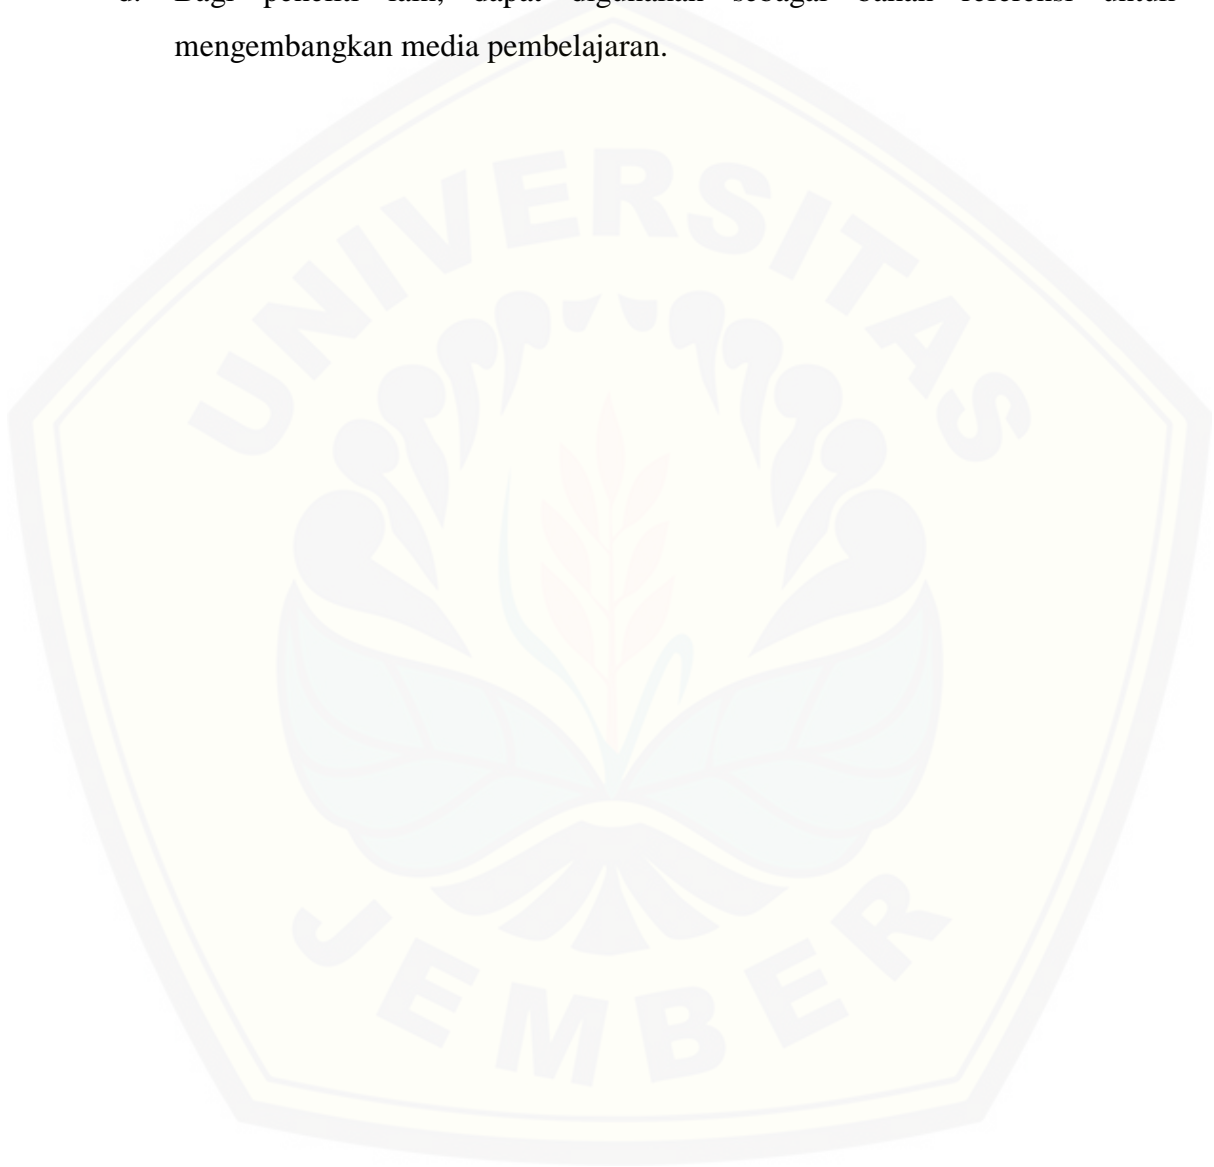 d. Bagi peneliti lain, dapat digunakan sebagai bahan referensi untuk
mengembangkan media pembelajaran.
UNIVERSITAS
JEMBER